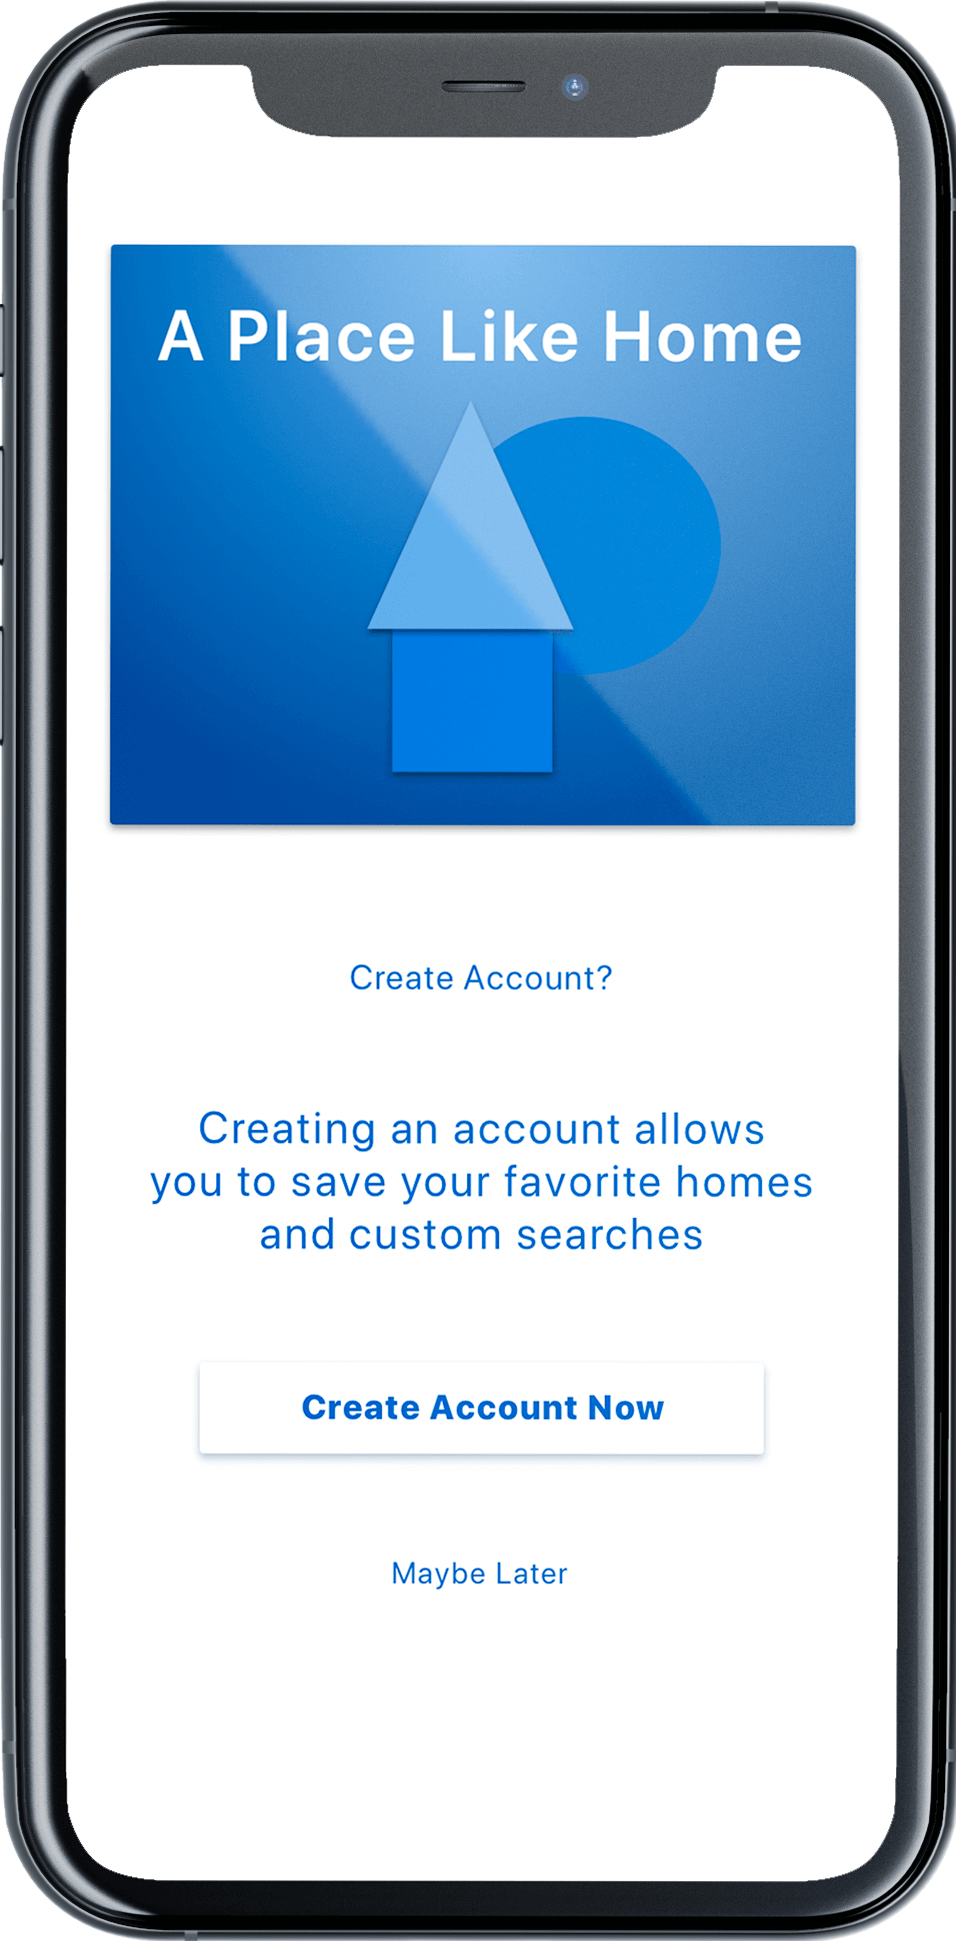 A Place Like Home
Create Account?
Creating an account allows
you to save your favorite homes
and custom searches
Create Account Now
Maybe Later